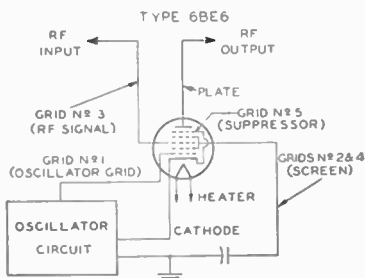 TYPE 6BE6
RF
INPUT
RF
OUTPUT
PLATE
GRID Nº 3
(RF SIGNAL)
GRID Nº 5
(SUPPRESSOR)
GRID Nº 1
(OSCILLATOR GRID)
GRIDS Nº 2 & 4
(SCREEN)
HEATER
CATHODE
OSCILLATOR
CIRCUIT